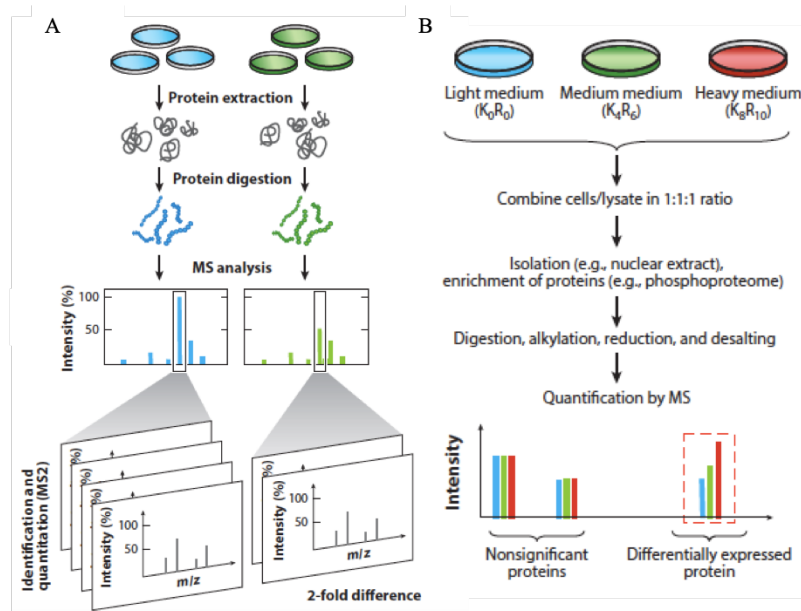 A
Protein extraction
Protein digestion
MS analysis
Intensity (%)
100
50
Identification and
quantitation (MS2)
Intensity (%)
100
50
m/z
Intensity (%)
100
50
m/z
2-fold difference
B
Light medium
(K0R0)
Medium medium
(K4R6)
Heavy medium
(K8R10)
Combine cells/lysate in 1:1:1 ratio
Isolation (e.g., nuclear extract),
enrichment of proteins (e.g., phosphoproteome)
Digestion, alkylation, reduction, and desalting
Quantification by MS
Intensity
Nonsignificant
proteins
Differentially expressed
protein